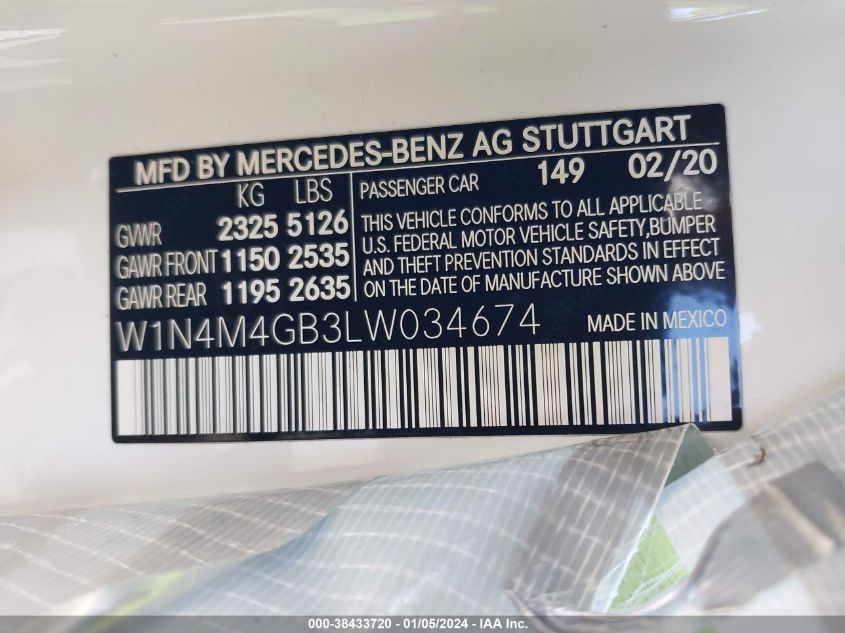 MFD BY MERCEDES-BENZ AG STUTTGART
KG LBS
GVWR 2325 5126
GAWR FRONT 1150 2535
GAWR REAR 1195 2635
PASSENGER CAR 149 02/20
THIS VEHICLE CONFORMS TO ALL APPLICABLE
U.S. FEDERAL MOTOR VEHICLE SAFETY,BUMPER
AND THEFT PREVENTION STANDARDS IN EFFECT
ON THE DATE OF MANUFACTURE SHOWN ABOVE
W1N4M4GB3LW034674 MADE IN MEXICO
000-38433720 - 01/05/2024 - IAA Inc.